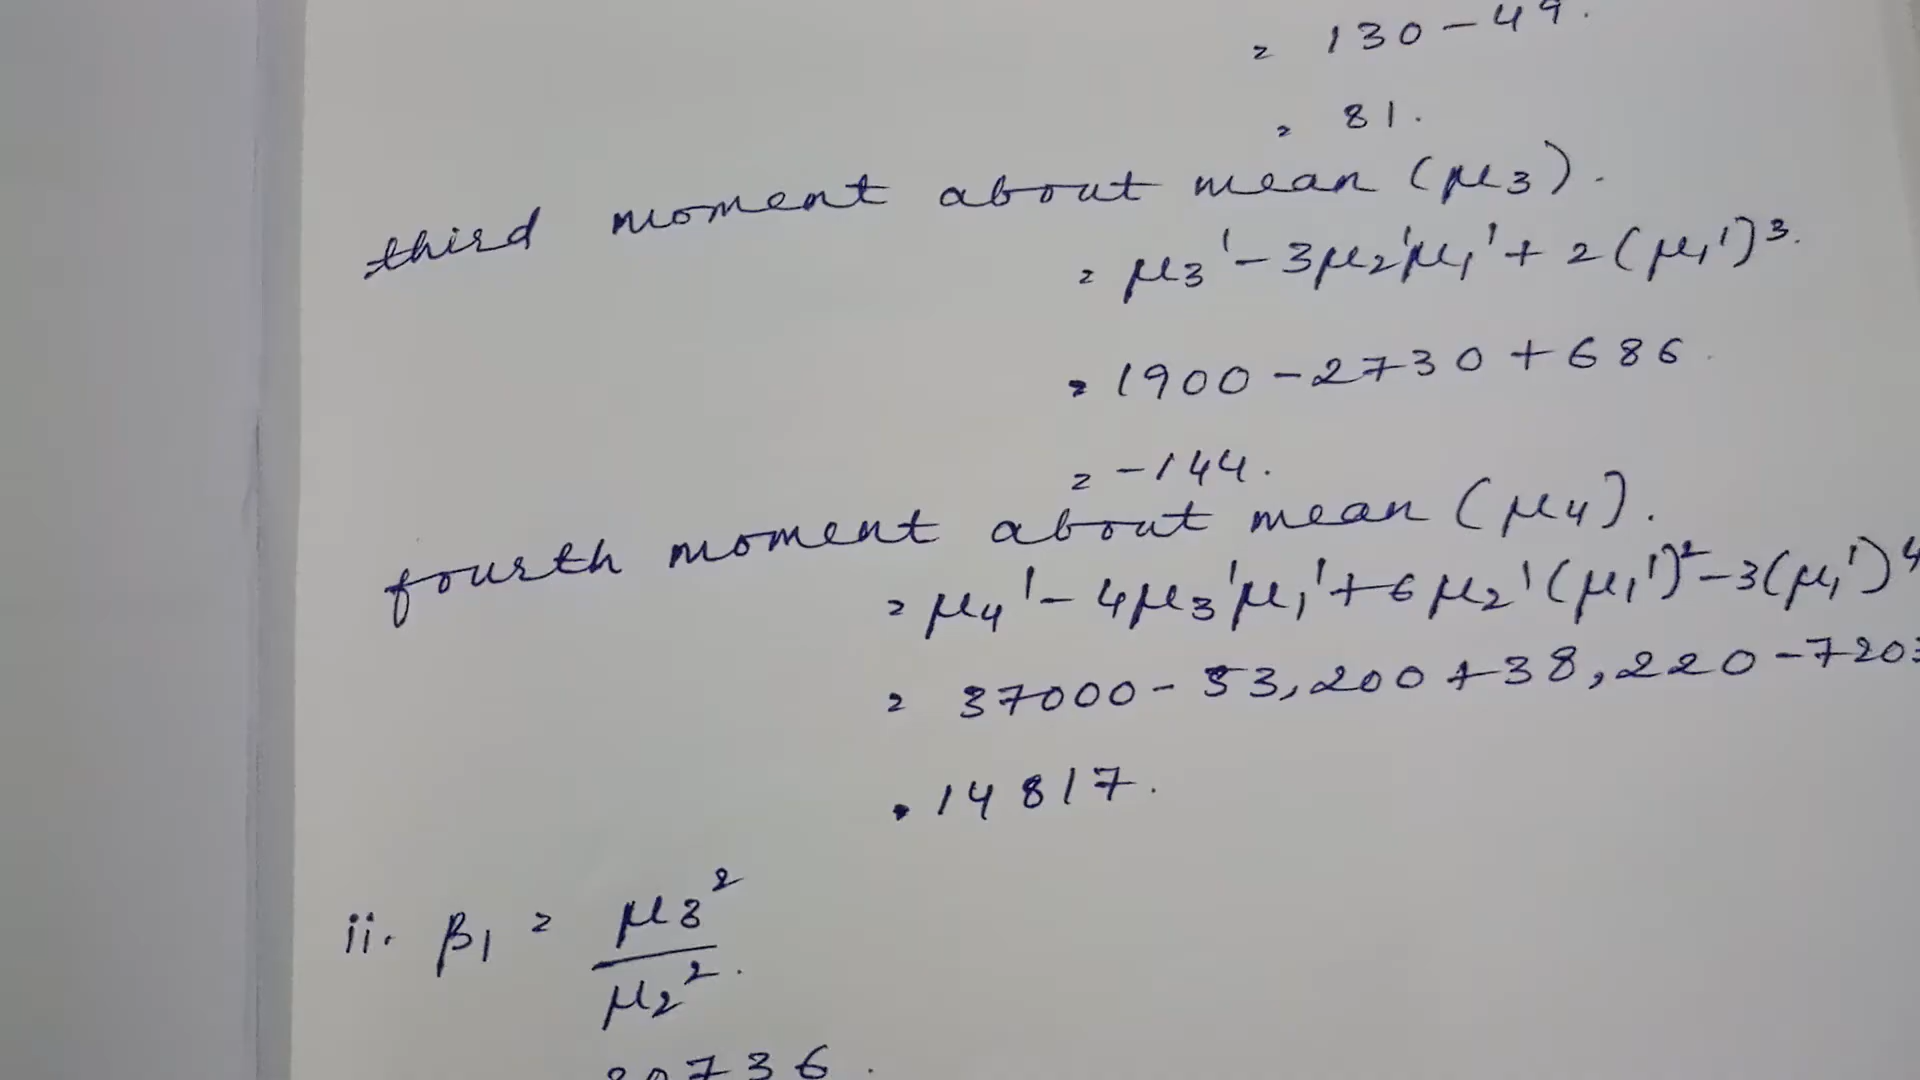 = 130 - 49.
= 81.
third moment about mean (μ3).
= μ3' - 3μ2'μ1' + 2(μ1')³.
= 1900 - 2730 + 686.
= -144.
fourth moment about mean (μ4).
= μ4' - 4μ3'μ1' + 6μ2'(μ1')² - 3(μ1')⁴
= 37000 - 53,200 + 38,220 - 7203
= 14817.
ii. β1 = μ3² / μ2².
20736.